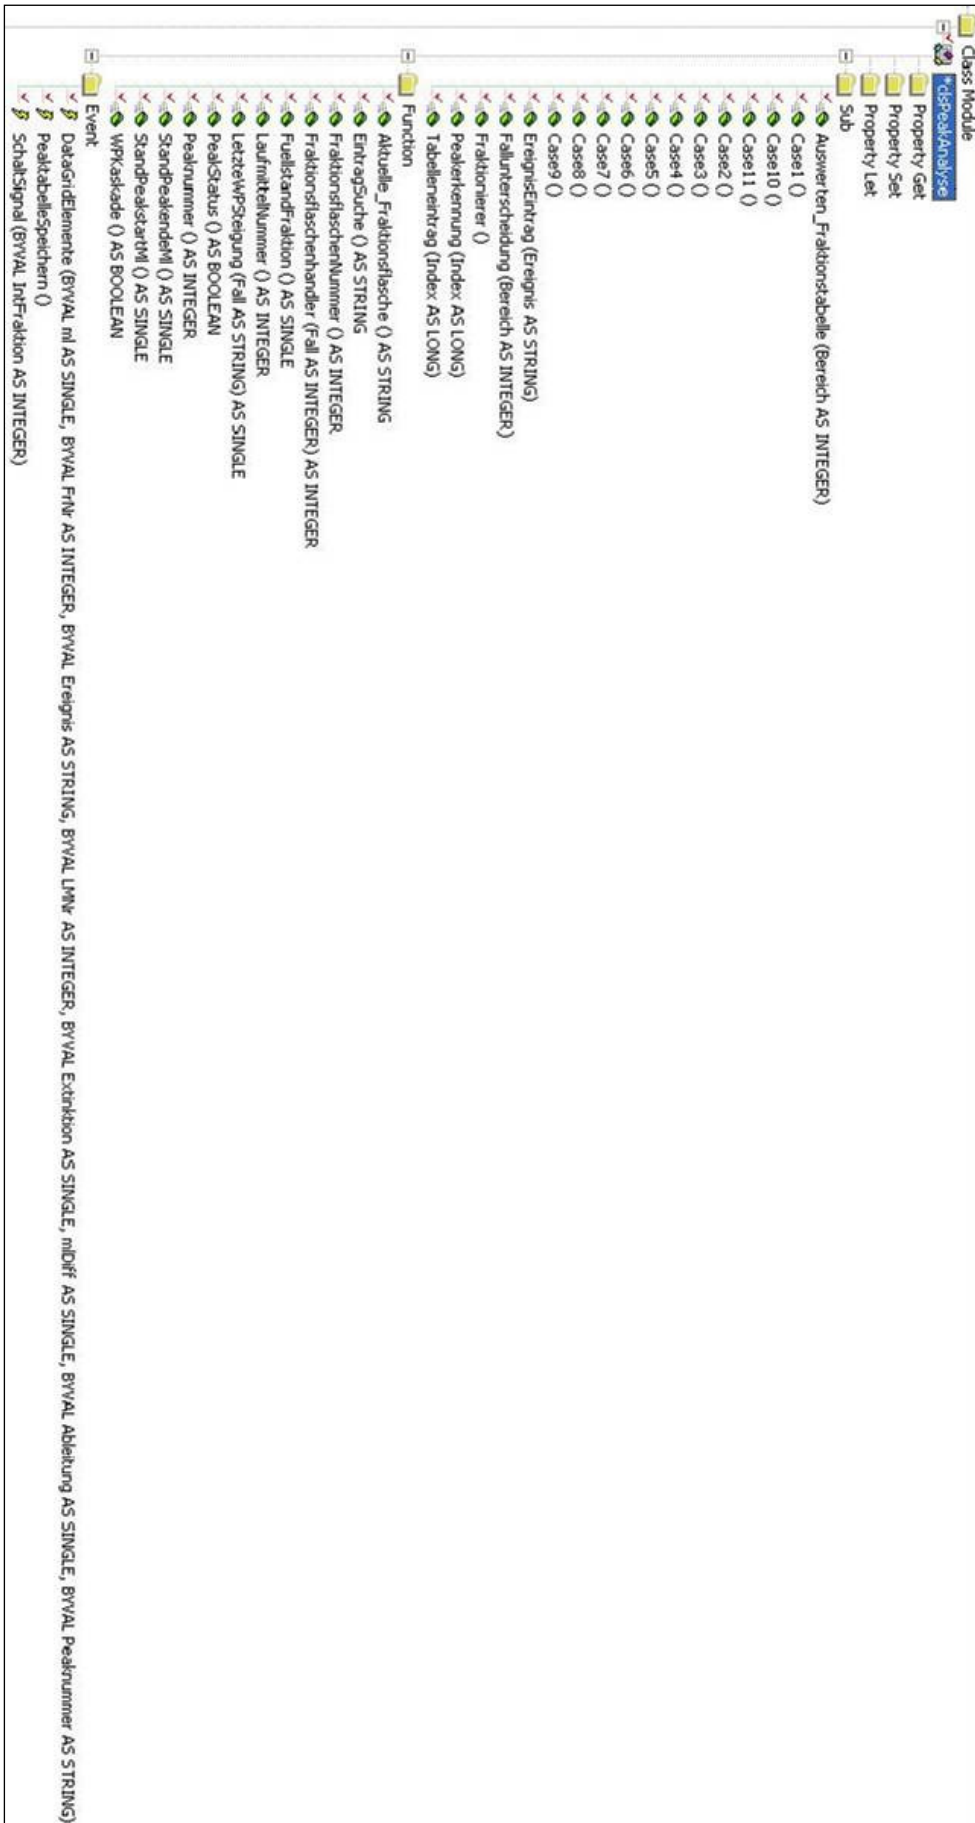 Class Module
*clsPeakAnalyse
Property Get
Property Set
Property Let
Sub
Auswerten_Fraktionstabelle (Bereich AS INTEGER)
Case1 ()
Case10 ()
Case11 ()
Case2 ()
Case3 ()
Case4 ()
Case5 ()
Case6 ()
Case7 ()
Case8 ()
Case9 ()
EreignisEintrag (Ereignis AS STRING)
Fallunterscheidung (Bereich AS INTEGER)
Fraktionierer ()
Peakerkennung (Index AS LONG)
Tabelleneintrag (Index AS LONG)
Function
Aktuelle_Fraktionsflasche () AS STRING
EintragSuche () AS STRING
FraktionsflaschenNummer () AS INTEGER
Fraktionsflaschenhandler (Fall AS INTEGER) AS INTEGER
FuellstandFraktion () AS SINGLE
LaufmittelNummer () AS INTEGER
LetzteWPSteigung (Fall AS STRING) AS SINGLE
PeakStatus () AS BOOLEAN
Peaknummer () AS INTEGER
StandPeakendeMl () AS SINGLE
StandPeakstartMl () AS SINGLE
WPKaskade () AS BOOLEAN
Event
DataGridElemente (BYVAL ml AS SINGLE, BYVAL FrNr AS INTEGER, BYVAL Ereignis AS STRING, BYVAL LMNr AS INTEGER, BYVAL Extinktion AS SINGLE, mlDiff AS SINGLE, BYVAL Ableitung AS SINGLE, BYVAL Peaknummer AS STRING)
PeaktabelleSpeichern ()
SchaltSignal (BYVAL IntFraktion AS INTEGER)